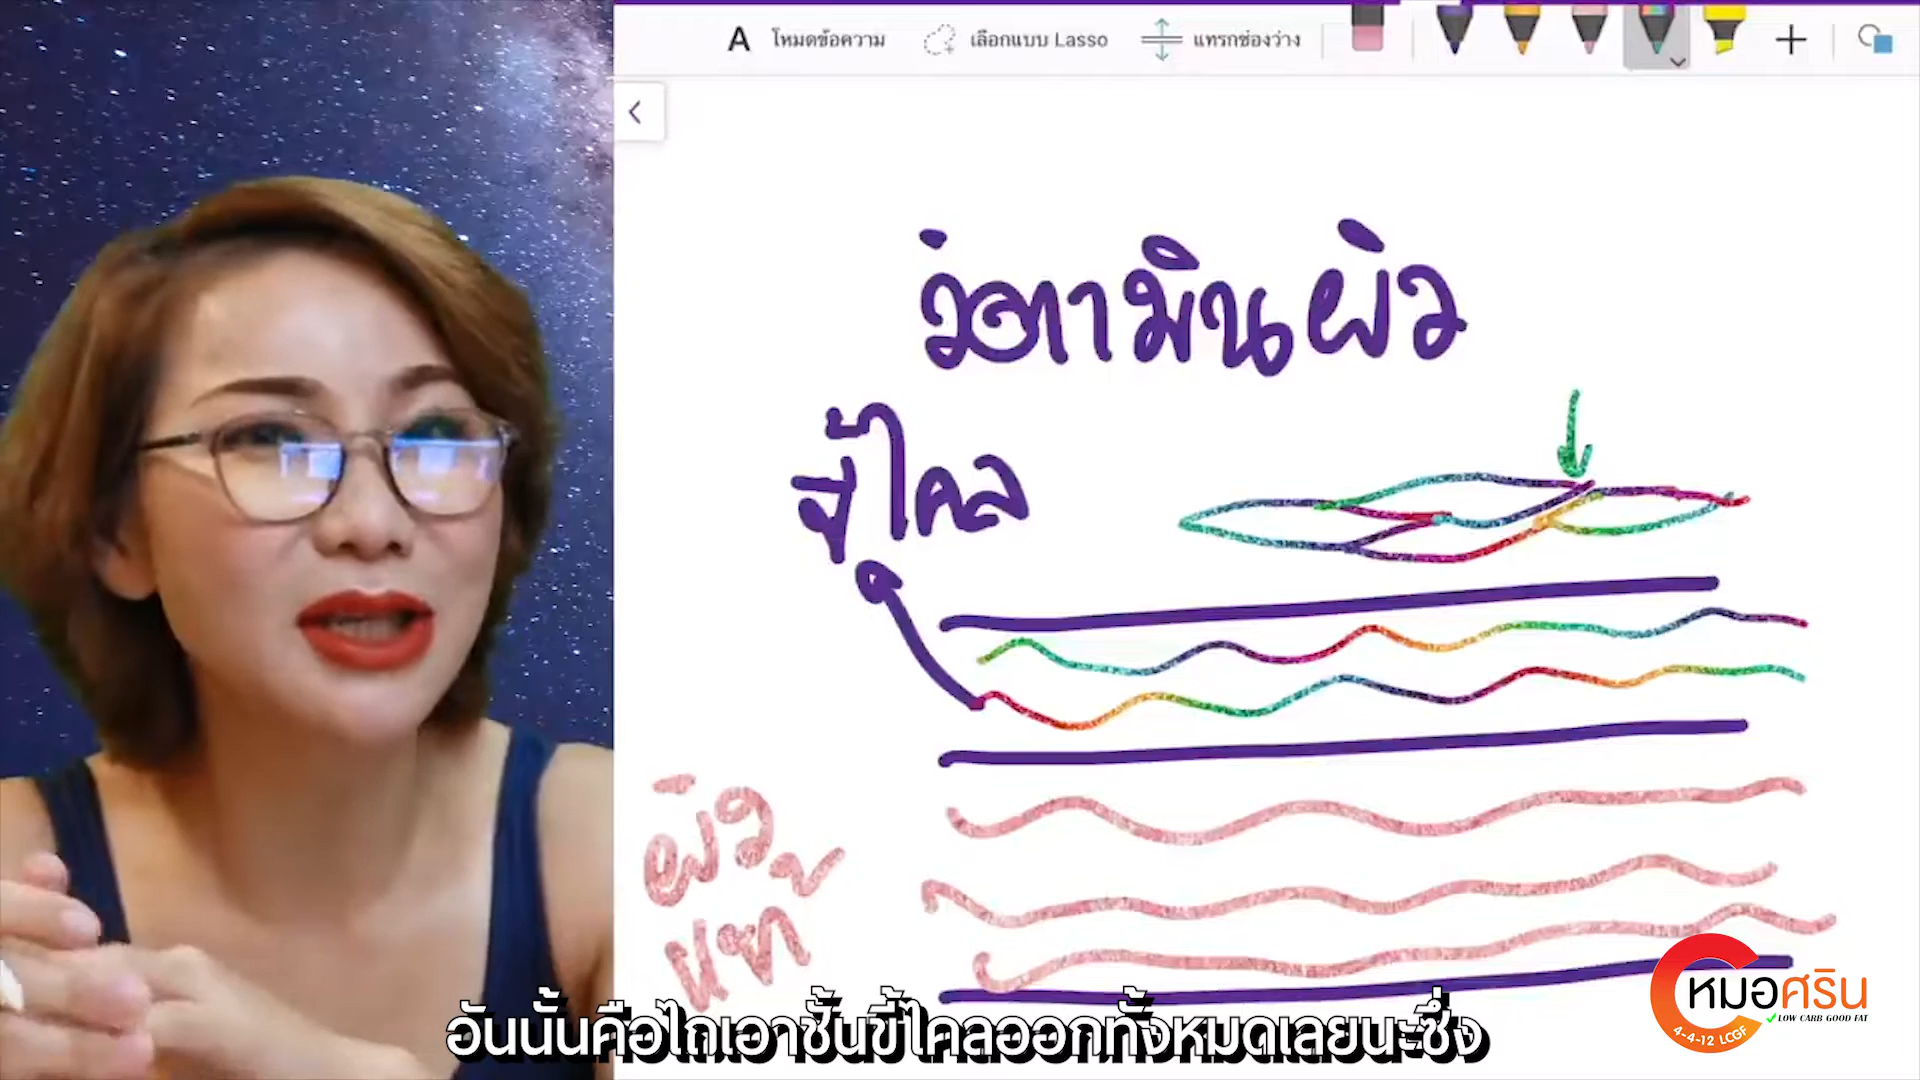 A โหมดข้อความ เลือกแบบ Lasso แทรกช่องว่าง
วิตามินผิว
ขี้ไคล
ผิว
แท้
หมอศริน
LOW CARB GOOD FAT
4-4-12 LCGF
อันนั้นคือไถเอาชั้นขี้ไคลออกทั้งหมดเลยนะซึ่ง